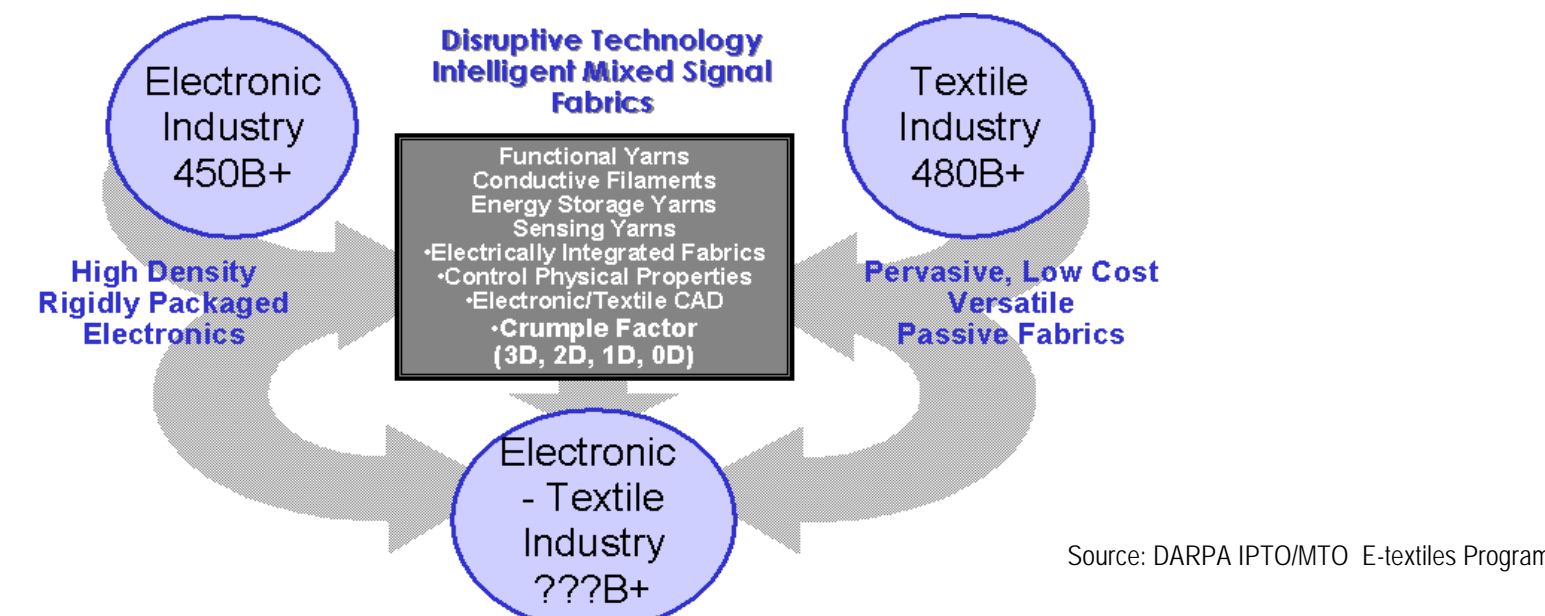 Disruptive Technology
Intelligent Mixed Signal
Fabrics
Electronic
Industry
450B+
Textile
Industry
480B+
Functional Yarns
Conductive Filaments
Energy Storage Yarns
Sensing Yarns
•Electrically Integrated Fabrics
•Control Physical Properties
•Electronic/Textile CAD
•Crumple Factor
(3D, 2D, 1D, 0D)
High Density
Rigidly Packaged
Electronics
Pervasive, Low Cost
Versatile
Passive Fabrics
Electronic
- Textile
Industry
???B+
Source: DARPA IPTO/MTO E-textiles Program